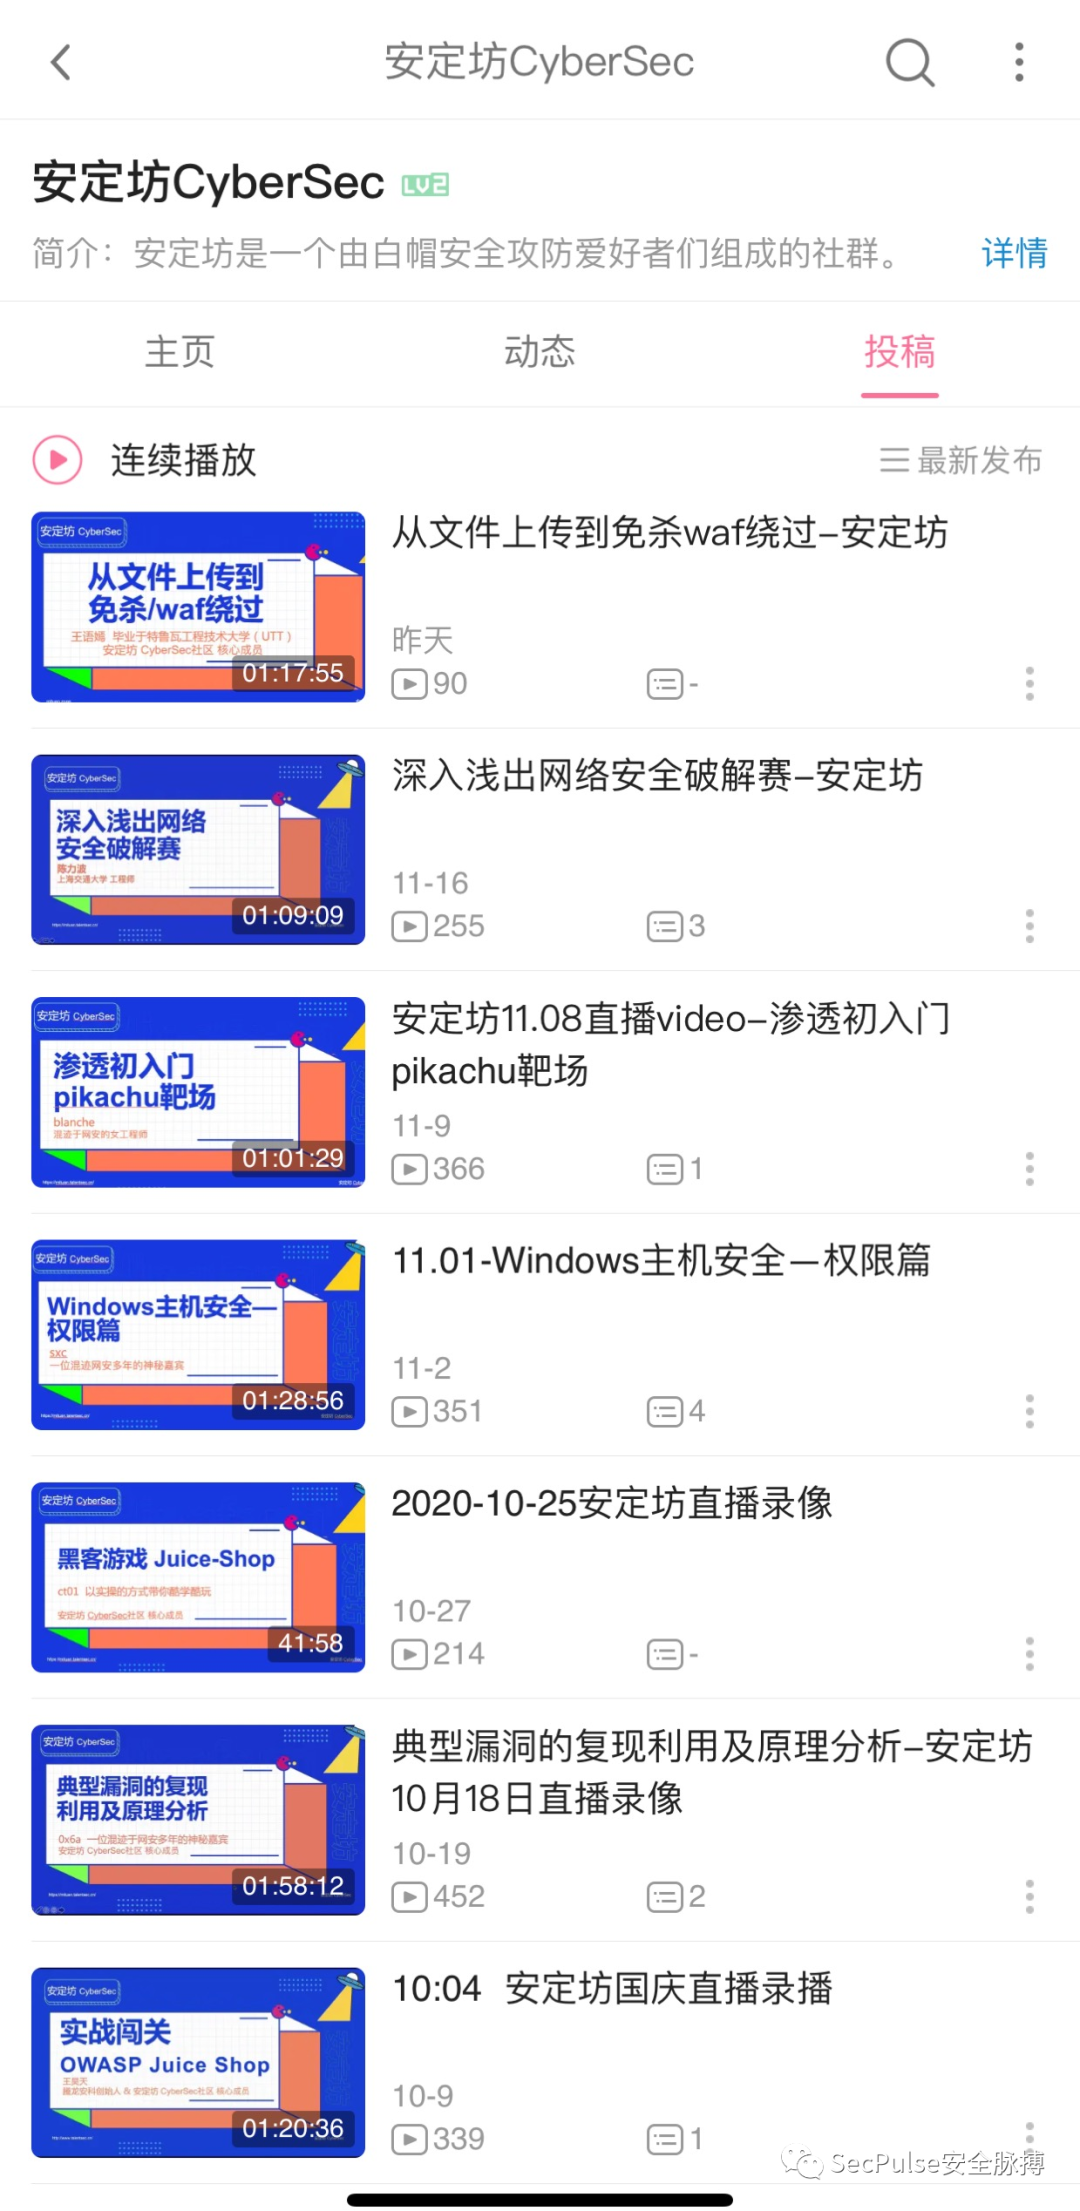 安定坊CyberSec
安定坊CyberSec LV2
简介：安定坊是一个由白帽安全攻防爱好者们组成的社群。 详情
主页 动态 投稿
连续播放 最新发布
安定坊 CyberSec
从文件上传到
免杀/waf绕过
王语嫣 毕业于特鲁瓦工程技术大学（UTT）
安定坊 CyberSec社区 核心成员
01:17:55
从文件上传到免杀waf绕过–安定坊
昨天
90 -
安定坊 CyberSec
深入浅出网络
安全破解赛
陈力波
上海交通大学 工程师
01:09:09
深入浅出网络安全破解赛–安定坊
11-16
255 3
安定坊 CyberSec
渗透初入门
pikachu靶场
blanche
混迹于网安的女工程师
01:01:29
安定坊11.08直播video–渗透初入门
pikachu靶场
11-9
366 1
安定坊 CyberSec
Windows主机安全—
权限篇
sxc
一位混迹网安多年的神秘嘉宾
01:28:56
11.01-Windows主机安全—权限篇
11-2
351 4
安定坊 CyberSec
黑客游戏 Juice-Shop
ct01 以实操的方式带你酷学酷玩
安定坊 CyberSec社区 核心成员
41:58
2020-10-25安定坊直播录像
10-27
214 -
安定坊 CyberSec
典型漏洞的复现
利用及原理分析
0x6a 一位混迹于网安多年的神秘嘉宾
安定坊 CyberSec社区 核心成员
01:58:12
典型漏洞的复现利用及原理分析–安定坊
10月18日直播录像
10-19
452 2
安定坊 CyberSec
实战闯关
OWASP Juice Shop
王昊天
创始人 & 安定坊 CyberSec社区 核心成员
01:20:36
10:04 安定坊国庆直播录播
10-9
339 1
SecPulse安全脉搏